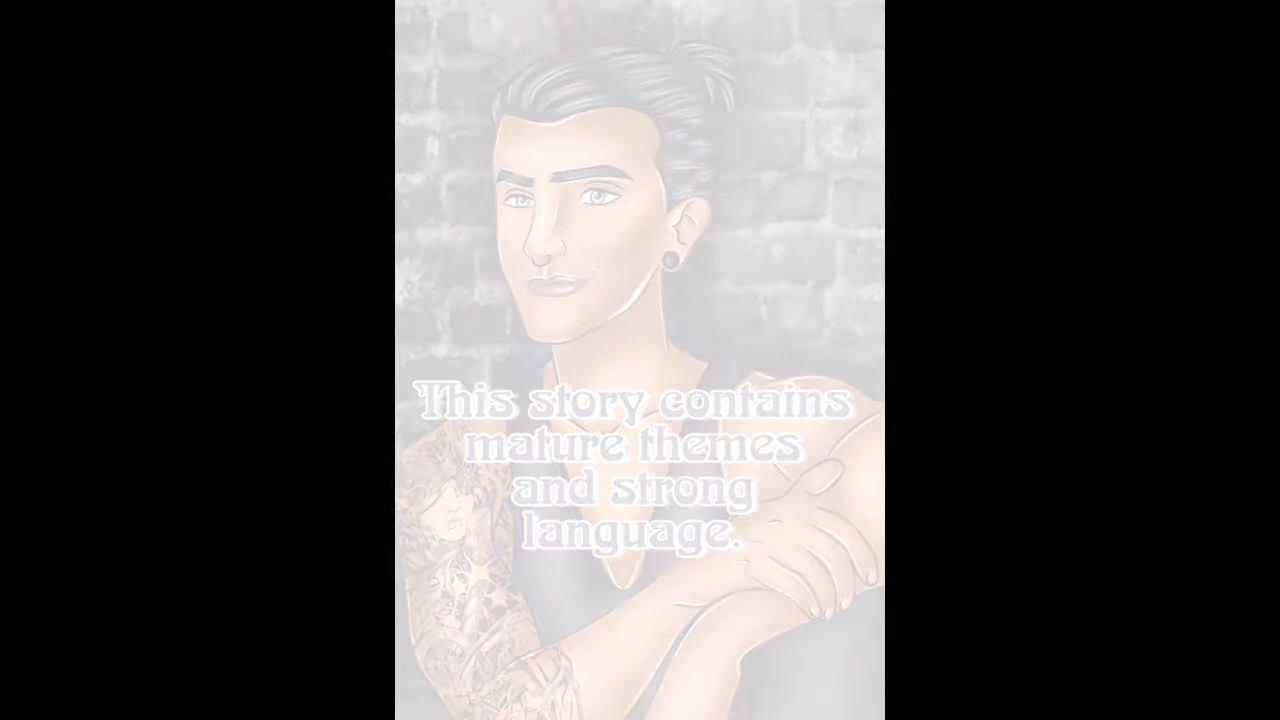 This story contains
mature themes
and strong
language.